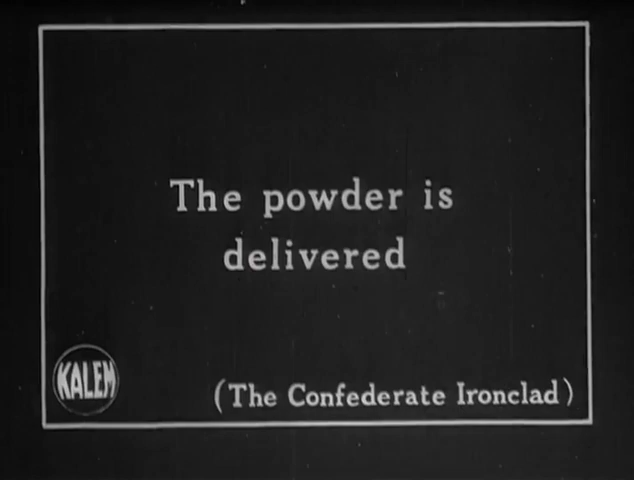 The powder is
delivered
KALEM
(The Confederate Ironclad)